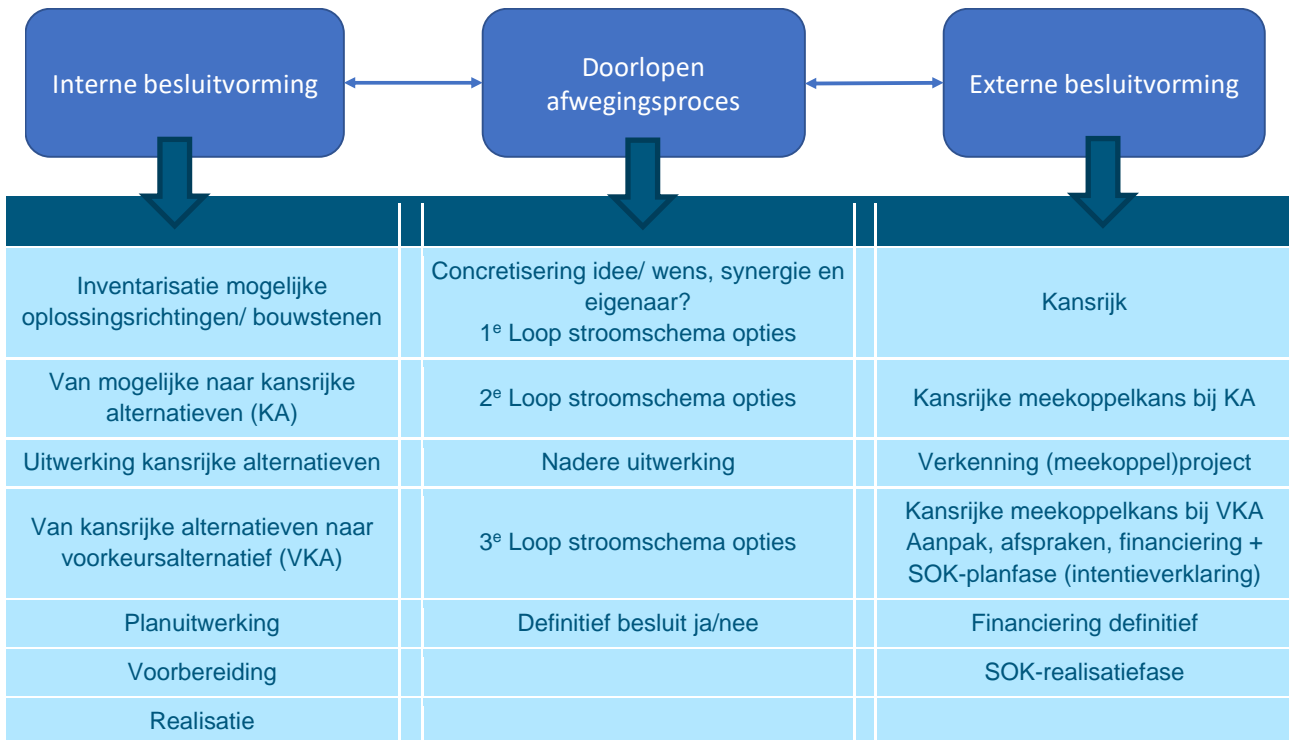 Interne besluitvorming
Doorlopen
afwegingsproces
Externe besluitvorming
Inventarisatie mogelijke
oplossingsrichtingen/ bouwstenen
Concretisering idee/ wens, synergie en
eigenaar?
1e Loop stroomschema opties
Kansrijk
Van mogelijke naar kansrijke
alternatieven (KA)
2e Loop stroomschema opties
Kansrijke meekoppelkans bij KA
Uitwerking kansrijke alternatieven
Nadere uitwerking
Verkenning (meekoppel)project
Van kansrijke alternatieven naar
voorkeursalternatief (VKA)
3e Loop stroomschema opties
Kansrijke meekoppelkans bij VKA
Aanpak, afspraken, financiering +
SOK-planfase (intentieverklaring)
Planuitwerking
Definitief besluit ja/nee
Financiering definitief
Voorbereiding
SOK-realisatiefase
Realisatie